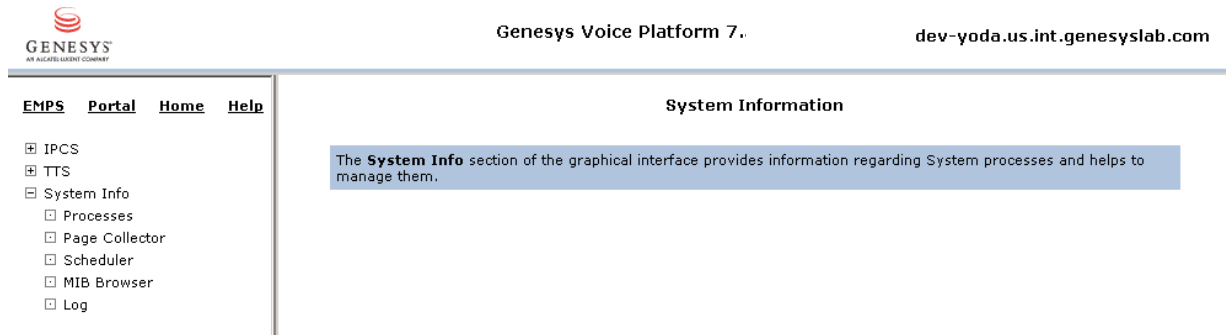 GENESYS
AN ALCATEL-LUCENT COMPANY
Genesys Voice Platform 7.
dev-yoda.us.int.genesyslab.com
EMPS Portal Home Help
IPCS
TTS
System Info
Processes
Page Collector
Scheduler
MIB Browser
Log
System Information
The System Info section of the graphical interface provides information regarding System processes and helps to
manage them.